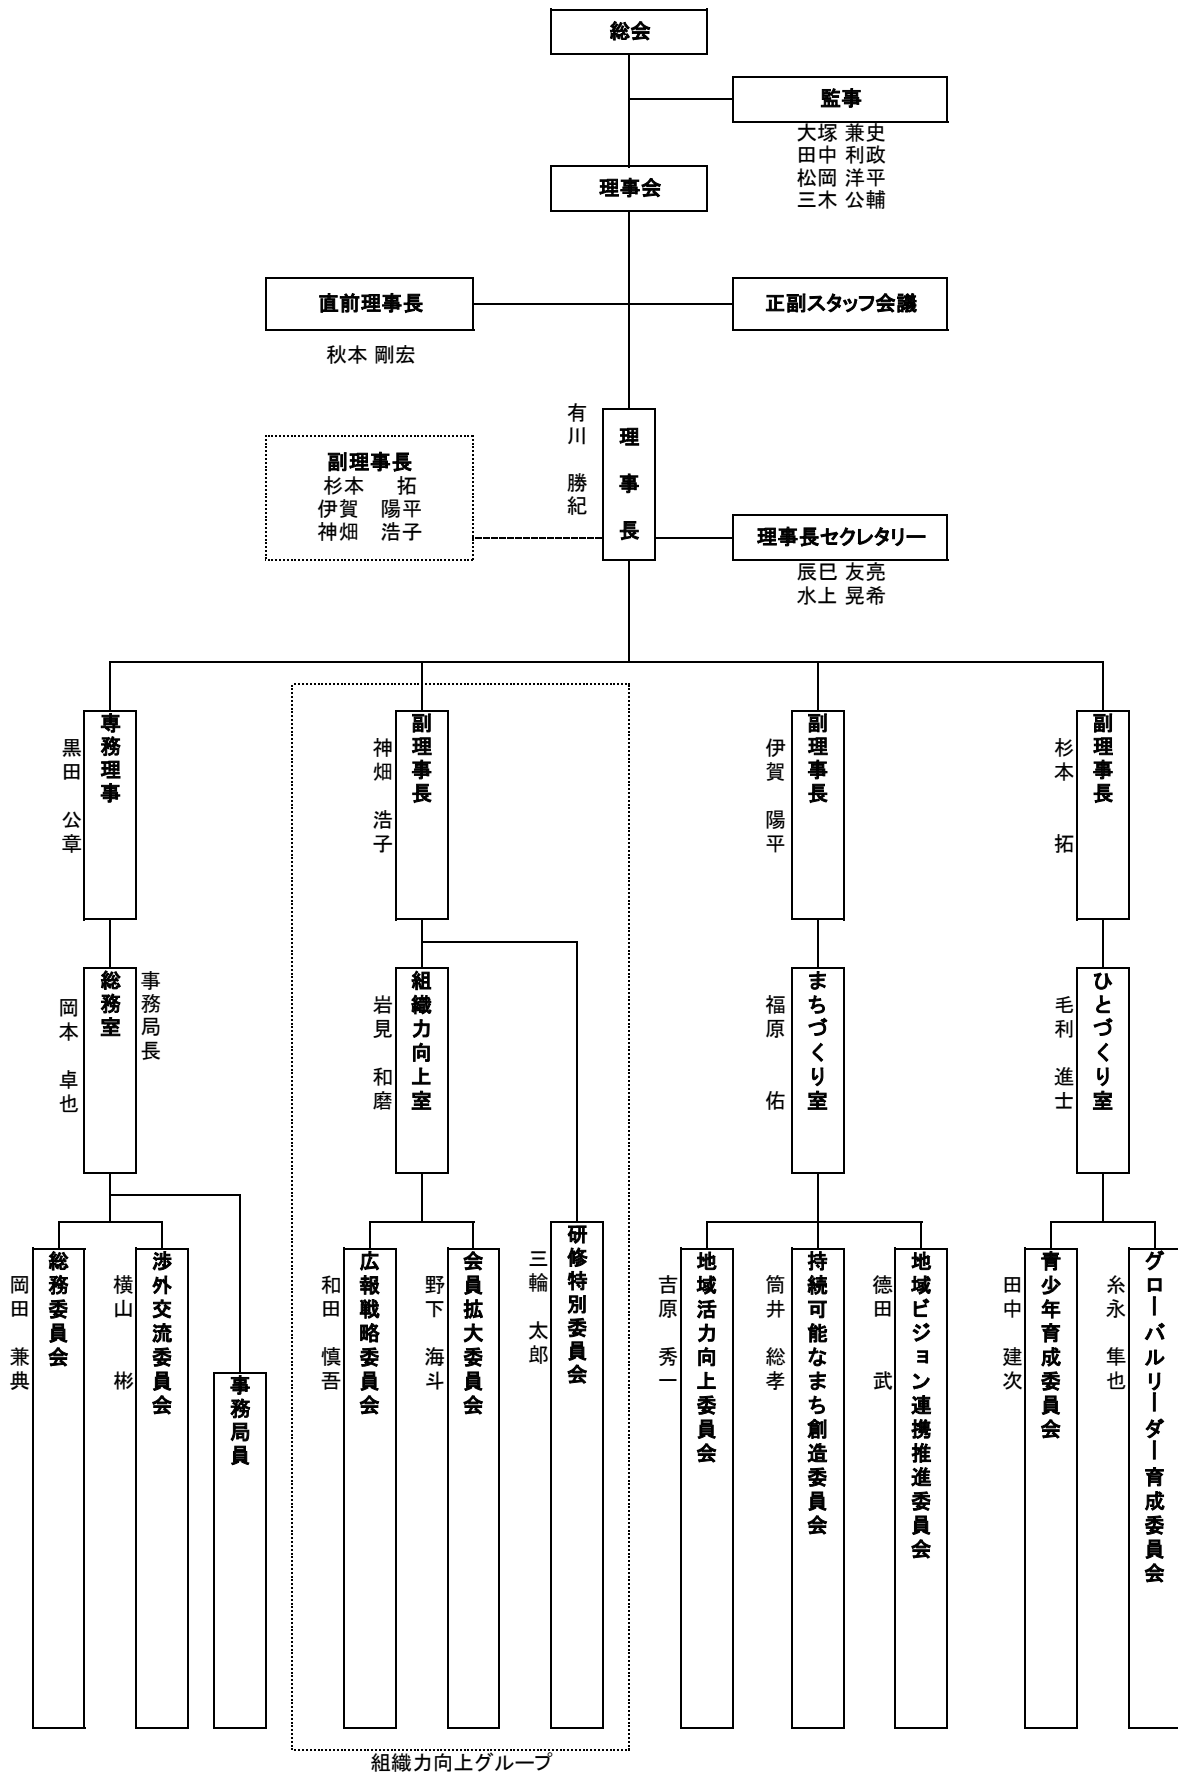 総会
監事
大塚 兼史
田中 利政
松岡 洋平
三木 公輔
理事会
直前理事長
秋本 剛宏
正副スタッフ会議
理事長
有川 勝紀
副理事長
杉本 拓
伊賀 陽平
神畑 浩子
理事長セクレタリー
辰巳 友亮
水上 晃希
専務理事
黒田 公章
副理事長
神畑 浩子
副理事長
伊賀 陽平
副理事長
杉本 拓
総務室
事務局長
岡本 卓也
組織力向上室
岩見 和磨
まちづくり室
福原 佑
ひとづくり室
毛利 進士
総務委員会
岡田 兼典
渉外交流委員会
横山 彬
事務局員
広報戦略委員会
和田 慎吾
会員拡大委員会
野下 海斗
研修特別委員会
三輪 太郎
地域活力向上委員会
吉原 秀一
持続可能なまち創造委員会
筒井 総孝
地域ビジョン連携推進委員会
德田 武
青少年育成委員会
田中 建次
グローバルリーダー育成委員会
糸永 隼也
組織力向上グループ